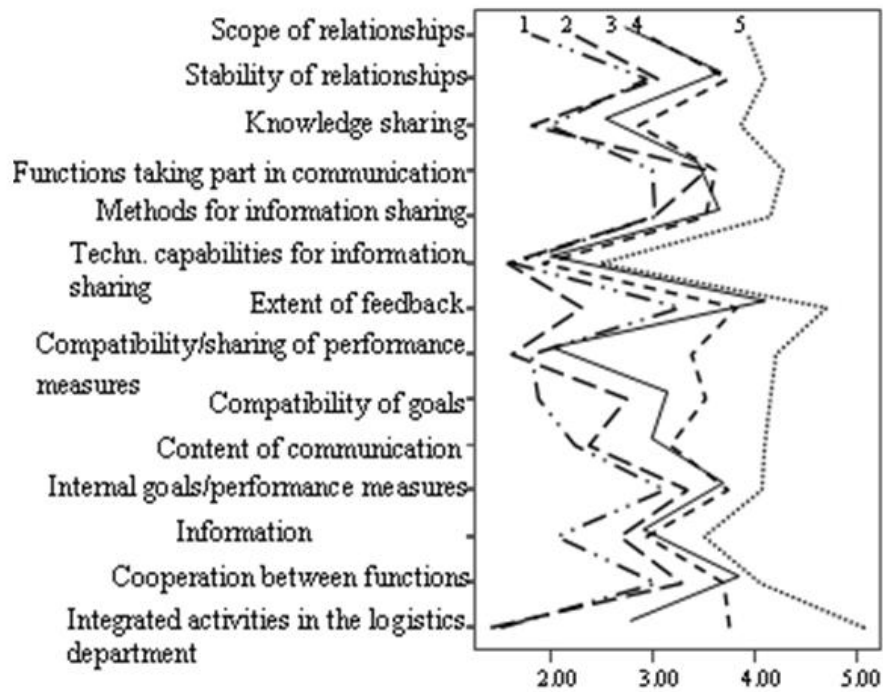 1 2 3 4 5
Scope of relationships
Stability of relationships
Knowledge sharing
Functions taking part in communication
Methods for information sharing
Techn. capabilities for information
sharing
Extent of feedback
Compatibility/sharing of performance
measures
Compatibility of goals
Content of communication
Internal goals/performance measures
Information
Cooperation between functions
Integrated activities in the logistics
department
2.00 3.00 4.00 5.00